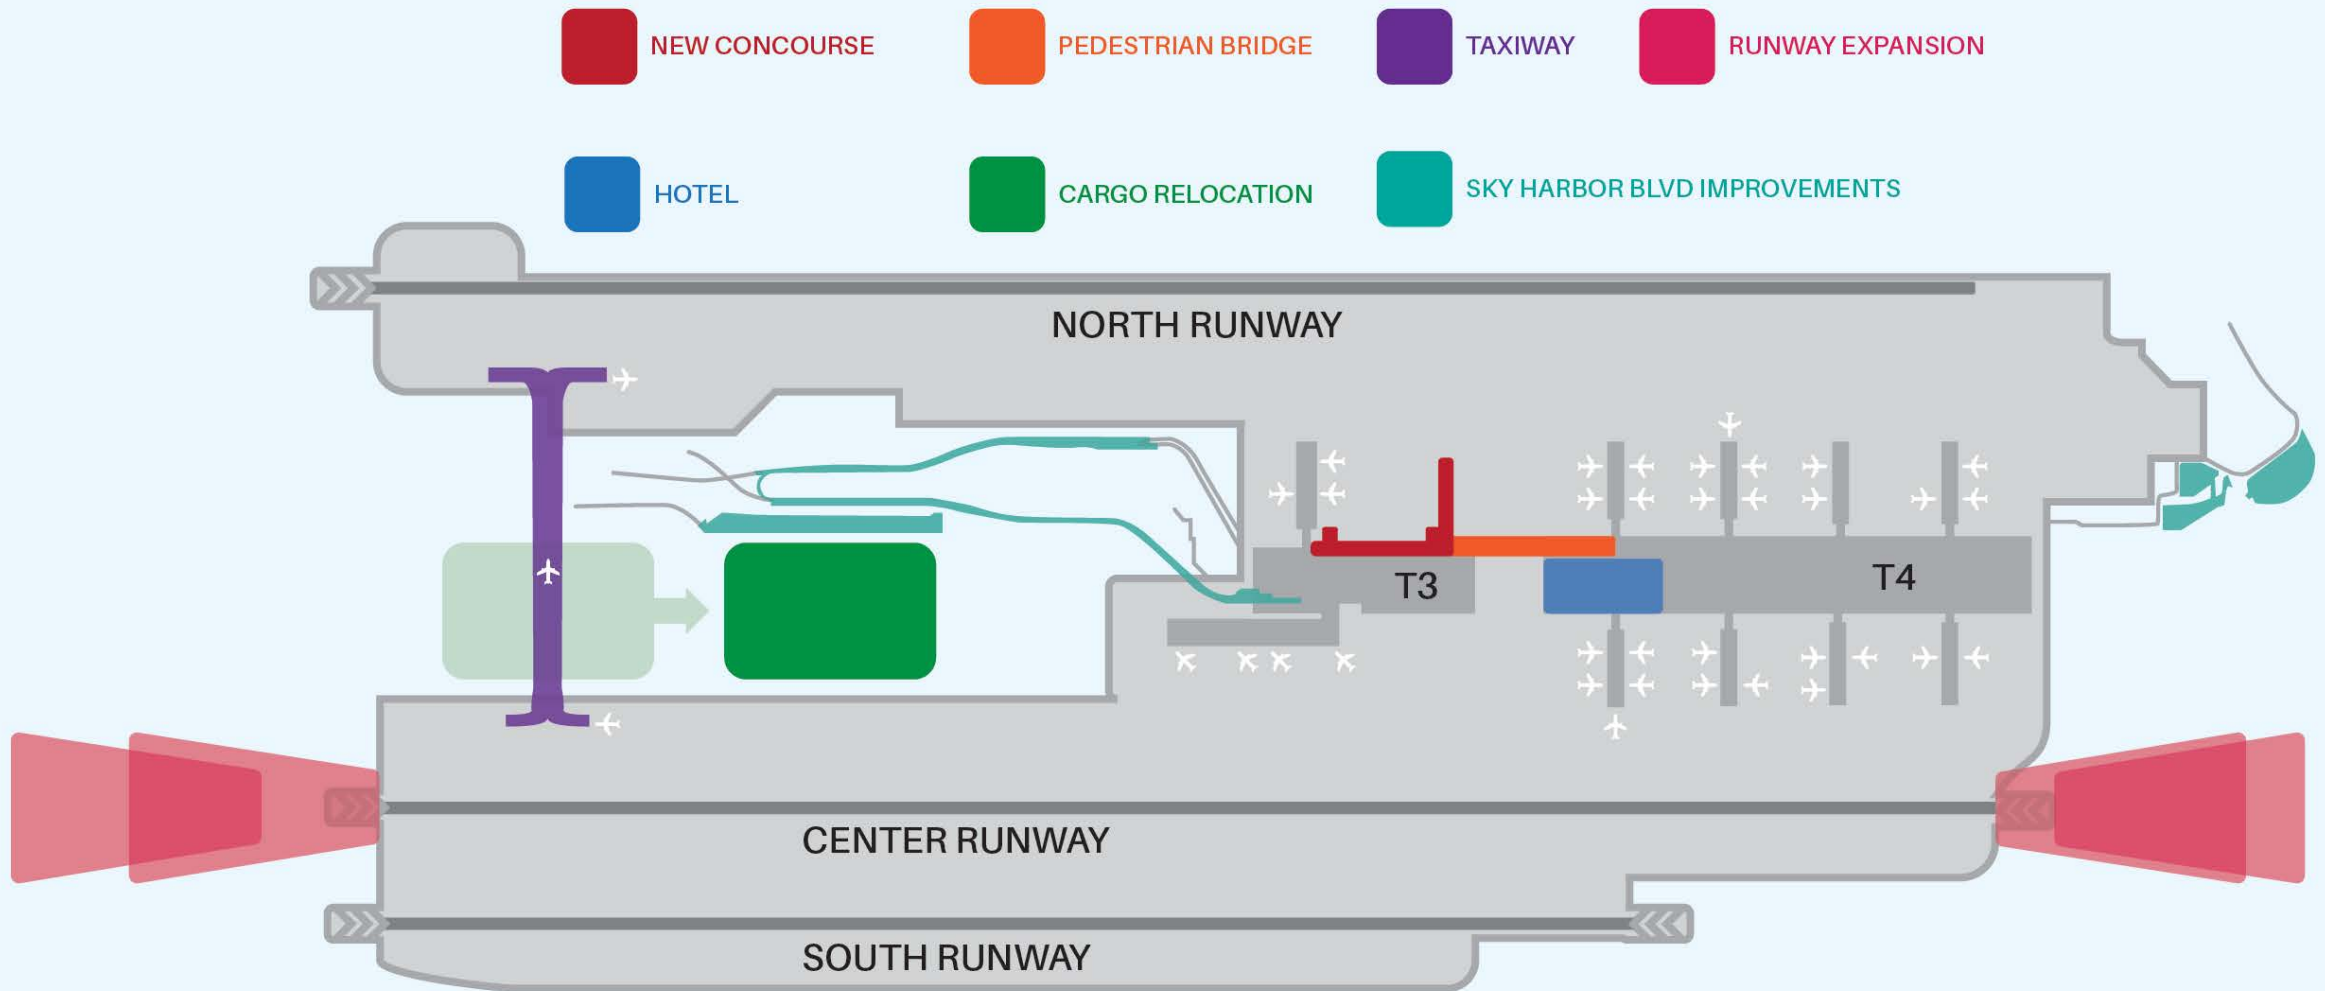 NEW CONCOURSE
PEDESTRIAN BRIDGE
TAXIWAY
RUNWAY EXPANSION
HOTEL
CARGO RELOCATION
SKY HARBOR BLVD IMPROVEMENTS
NORTH RUNWAY
T3
T4
CENTER RUNWAY
SOUTH RUNWAY